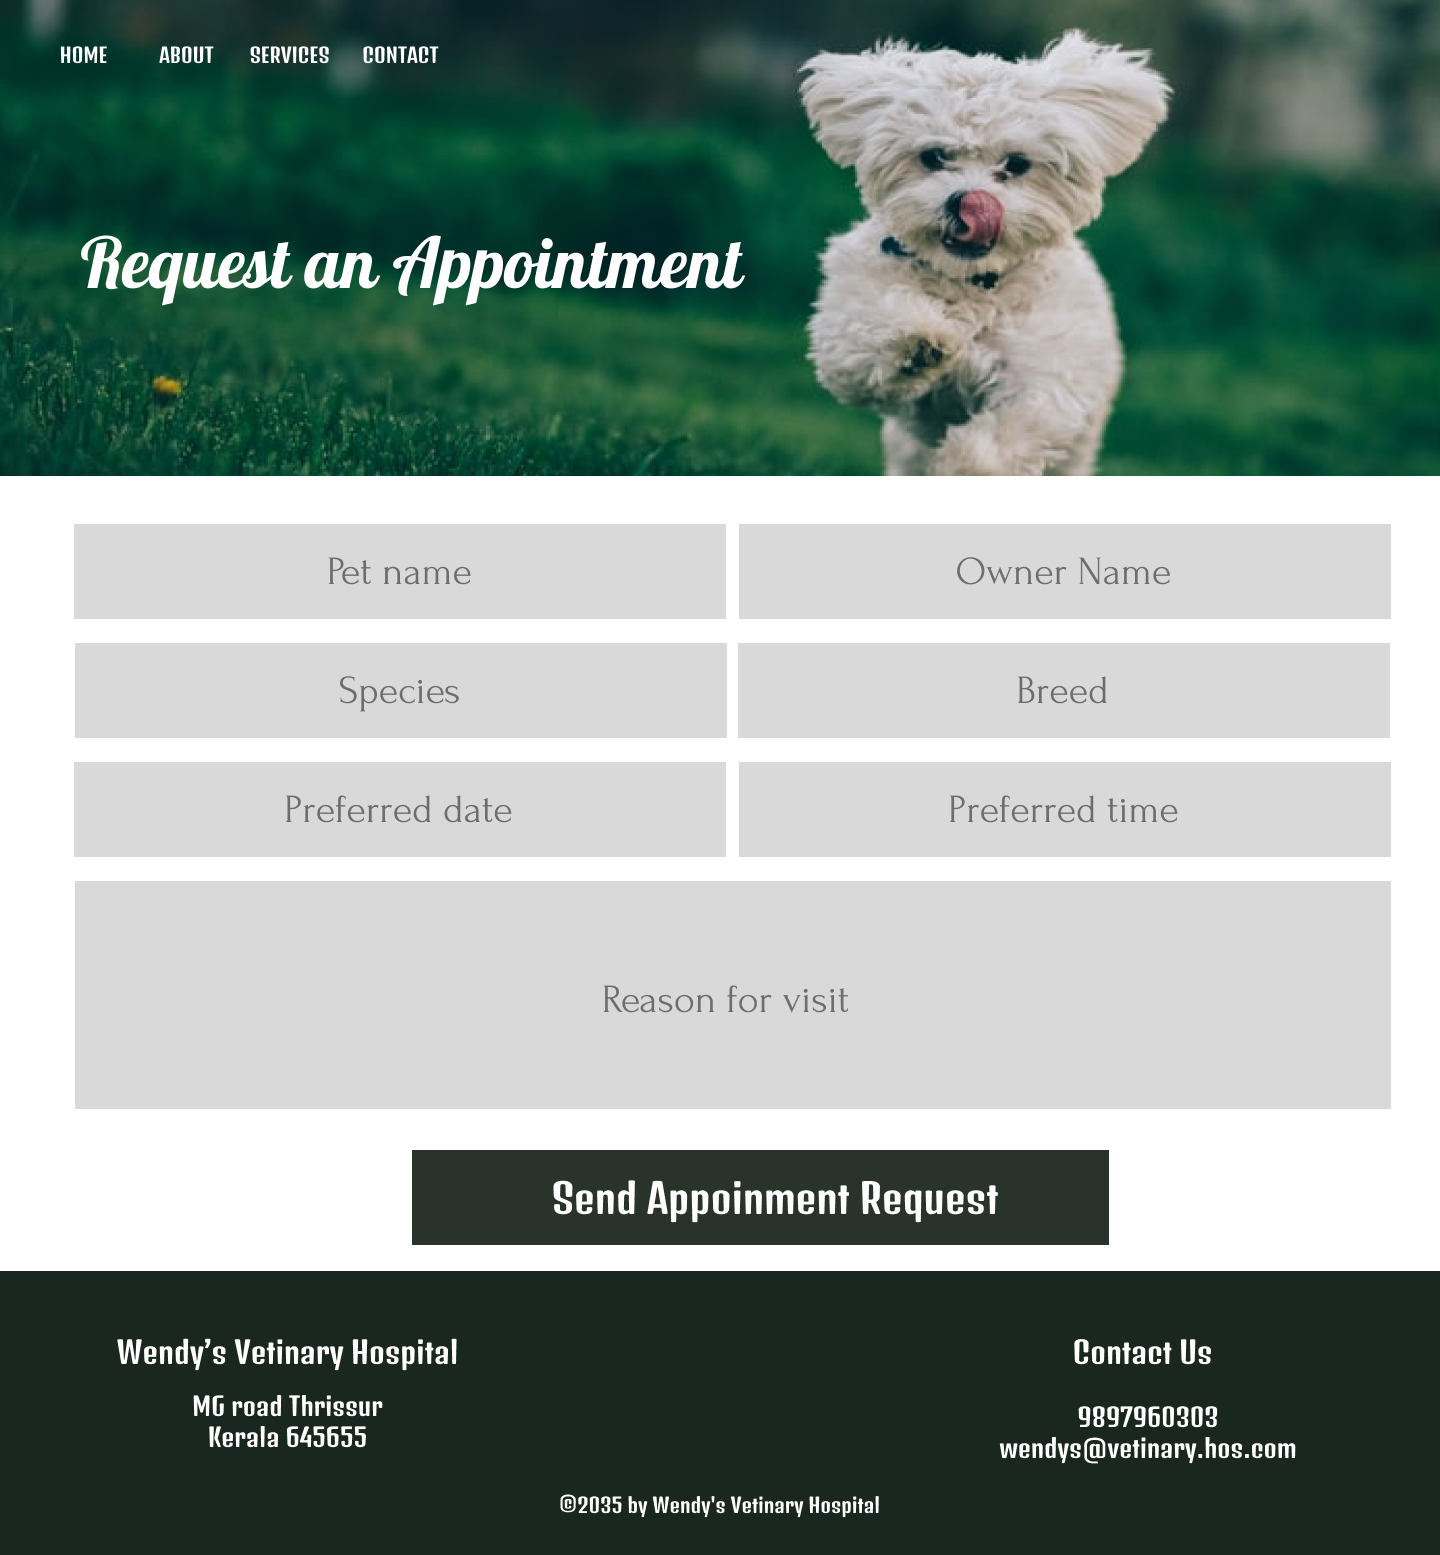 HOME ABOUT SERVICES CONTACT
Request an Appointment
Pet name
Owner Name
Species
Breed
Preferred date
Preferred time
Reason for visit
Send Appoinment Request
Wendy’s Vetinary Hospital
MG road Thrissur
Kerala 645655
Contact Us
9897960303
wendys@vetinary.hos.com
©2035 by Wendy's Vetinary Hospital